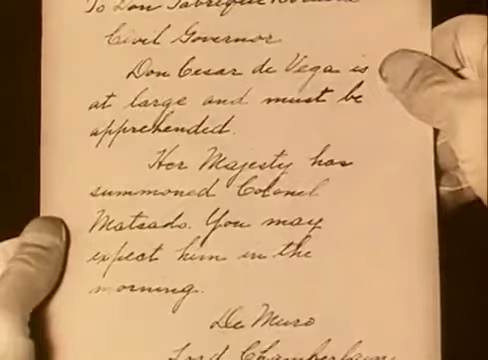 To Don
Civil Governor
Don Cesar de Vega is
at large and must be
apprehended.
Her Majesty has
summoned Colonel
Matsado. You may
expect him in the
morning.
De Muro
Lord Chamberlain.